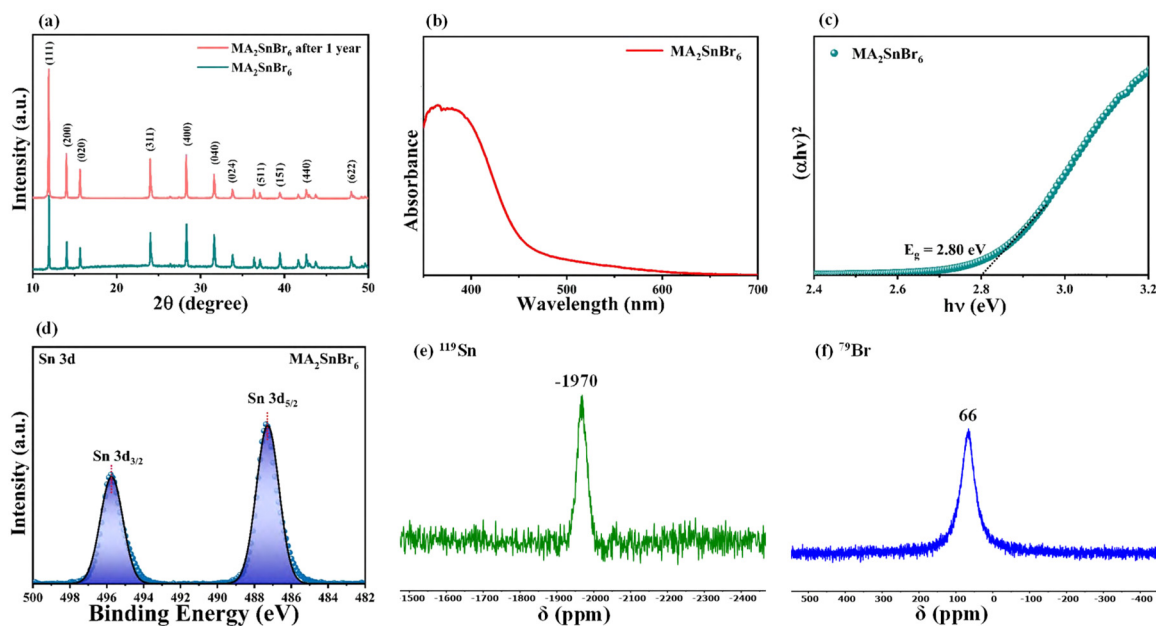 (a)
MA₂SnBr₆ after 1 year
MA₂SnBr₆
(111)
(200)
(020)
(311)
(400)
(040)
(024)
(511)
(151)
(440)
(622)
Intensity (a.u.)
10 20 30 40 50
2θ (degree)
(b)
MA₂SnBr₆
Absorbance
400 500 600 700
Wavelength (nm)
(c)
MA₂SnBr₆
(αhν)²
E₉ = 2.80 eV
2.4 2.6 2.8 3.0 3.2
hν (eV)
(d)
Sn 3d
MA₂SnBr₆
Sn 3d₅/₂
Sn 3d₃/₂
Intensity (a.u.)
500 498 496 494 492 490 488 486 484 482
Binding Energy (eV)
(e) ¹¹⁹Sn
-1970
-1500 -1600 -1700 -1800 -1900 -2000 -2100 -2200 -2300 -2400
δ (ppm)
(f) ⁷⁹Br
66
500 400 300 200 100 0 -100 -200 -300 -400
δ (ppm)